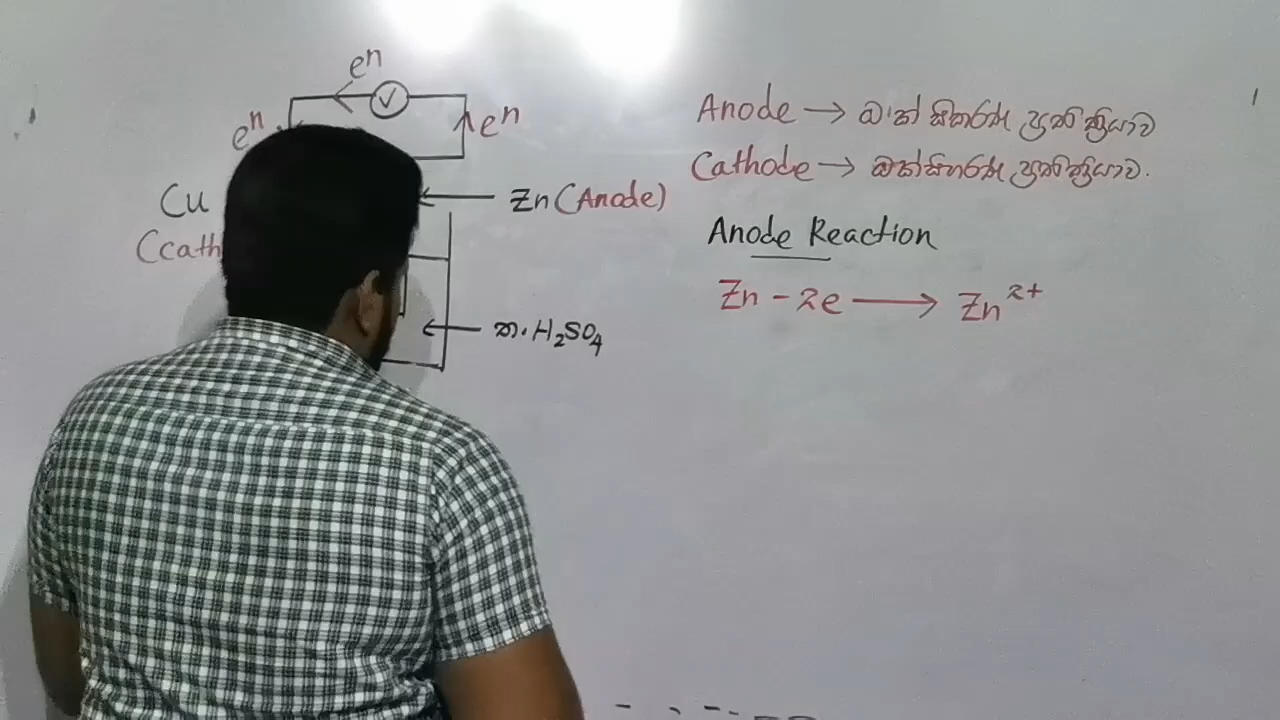 eⁿ
eⁿ
eⁿ
Cu
Zn (Anode)
(cath
ත. H₂SO₄
Anode → ඔක්සිකරණ ප්‍රතික්‍රියාව
Cathode → ඔක්සිහරණ ප්‍රතික්‍රියාව.
Anode Reaction
Zn - 2e → Zn²⁺